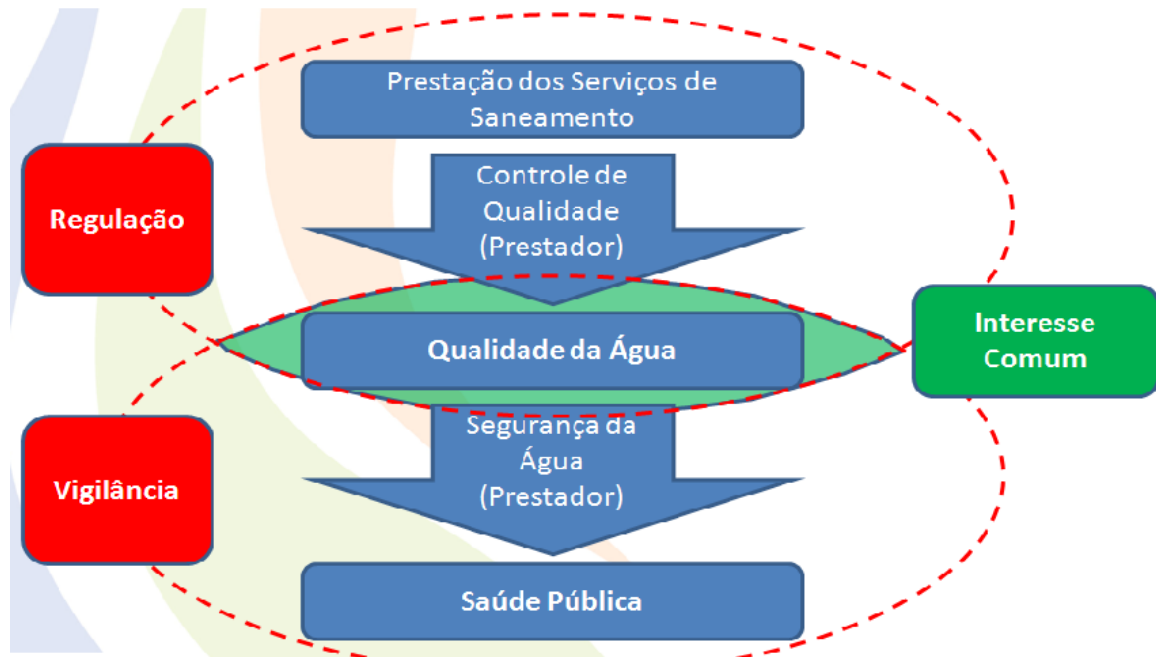 Prestação dos Serviços de
Saneamento
Controle de
Qualidade
(Prestador)
Regulação
Qualidade da Água
Interesse
Comum
Segurança da
Água
(Prestador)
Vigilância
Saúde Pública